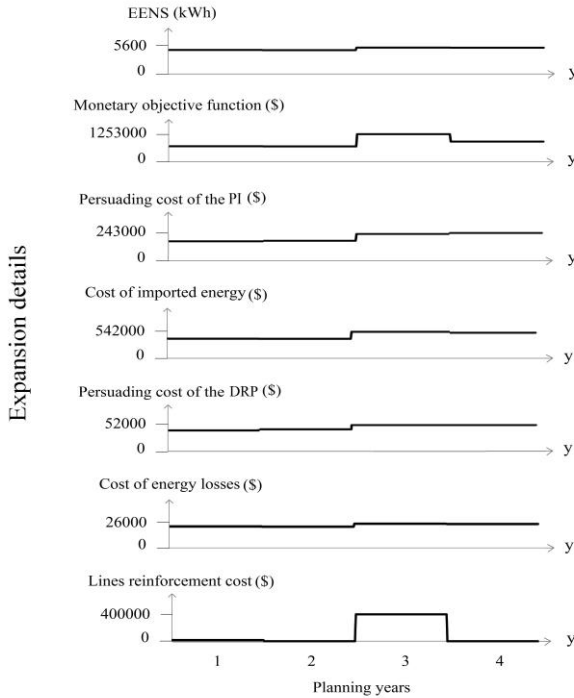 EENS (kWh)
5600
0
y
Monetary objective function ($)
1253000
0
y
Persuading cost of the PI ($)
243000
0
y
Cost of imported energy ($)
542000
0
y
Persuading cost of the DRP ($)
52000
0
y
Cost of energy losses ($)
26000
0
y
Lines reinforcement cost ($)
400000
0
y
1 2 3 4
Planning years
Expansion details